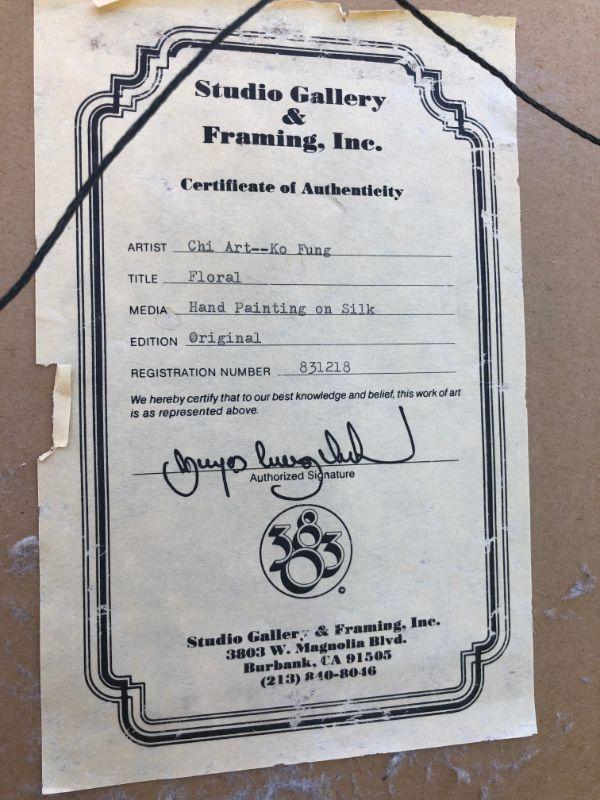 Studio Gallery
&
Framing, Inc.
Certificate of Authenticity
ARTIST Chi Art--Ko Fung
TITLE Floral
MEDIA Hand Painting on Silk
EDITION Original
REGISTRATION NUMBER 831218
We hereby certify that to our best knowledge and belief, this work of art
is as represented above.
Authorized Signature
3803
©
Studio Gallery & Framing, Inc.
3803 W. Magnolia Blvd.
Burbank, CA 91505
(213) 840-8046